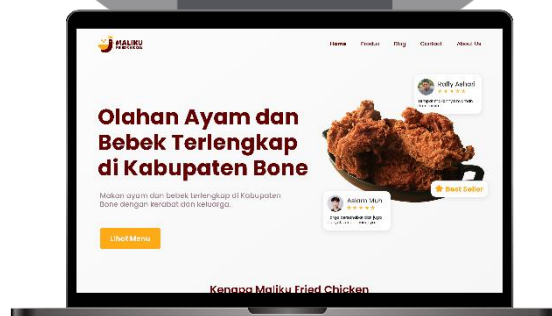 MALIKU
FRIED CHICKEN
Home Produk Blog Contact About Us
Rally Ashari
Olahan Ayam dan
Bebek Terlengkap
di Kabupaten Bone
Best Seller
Makan ayam dan bebek terlengkap di Kabupaten
Bone dengan kerabat dan keluarga.
Aslam Muh
Lihat Menu
Kenapa Maliku Fried Chicken